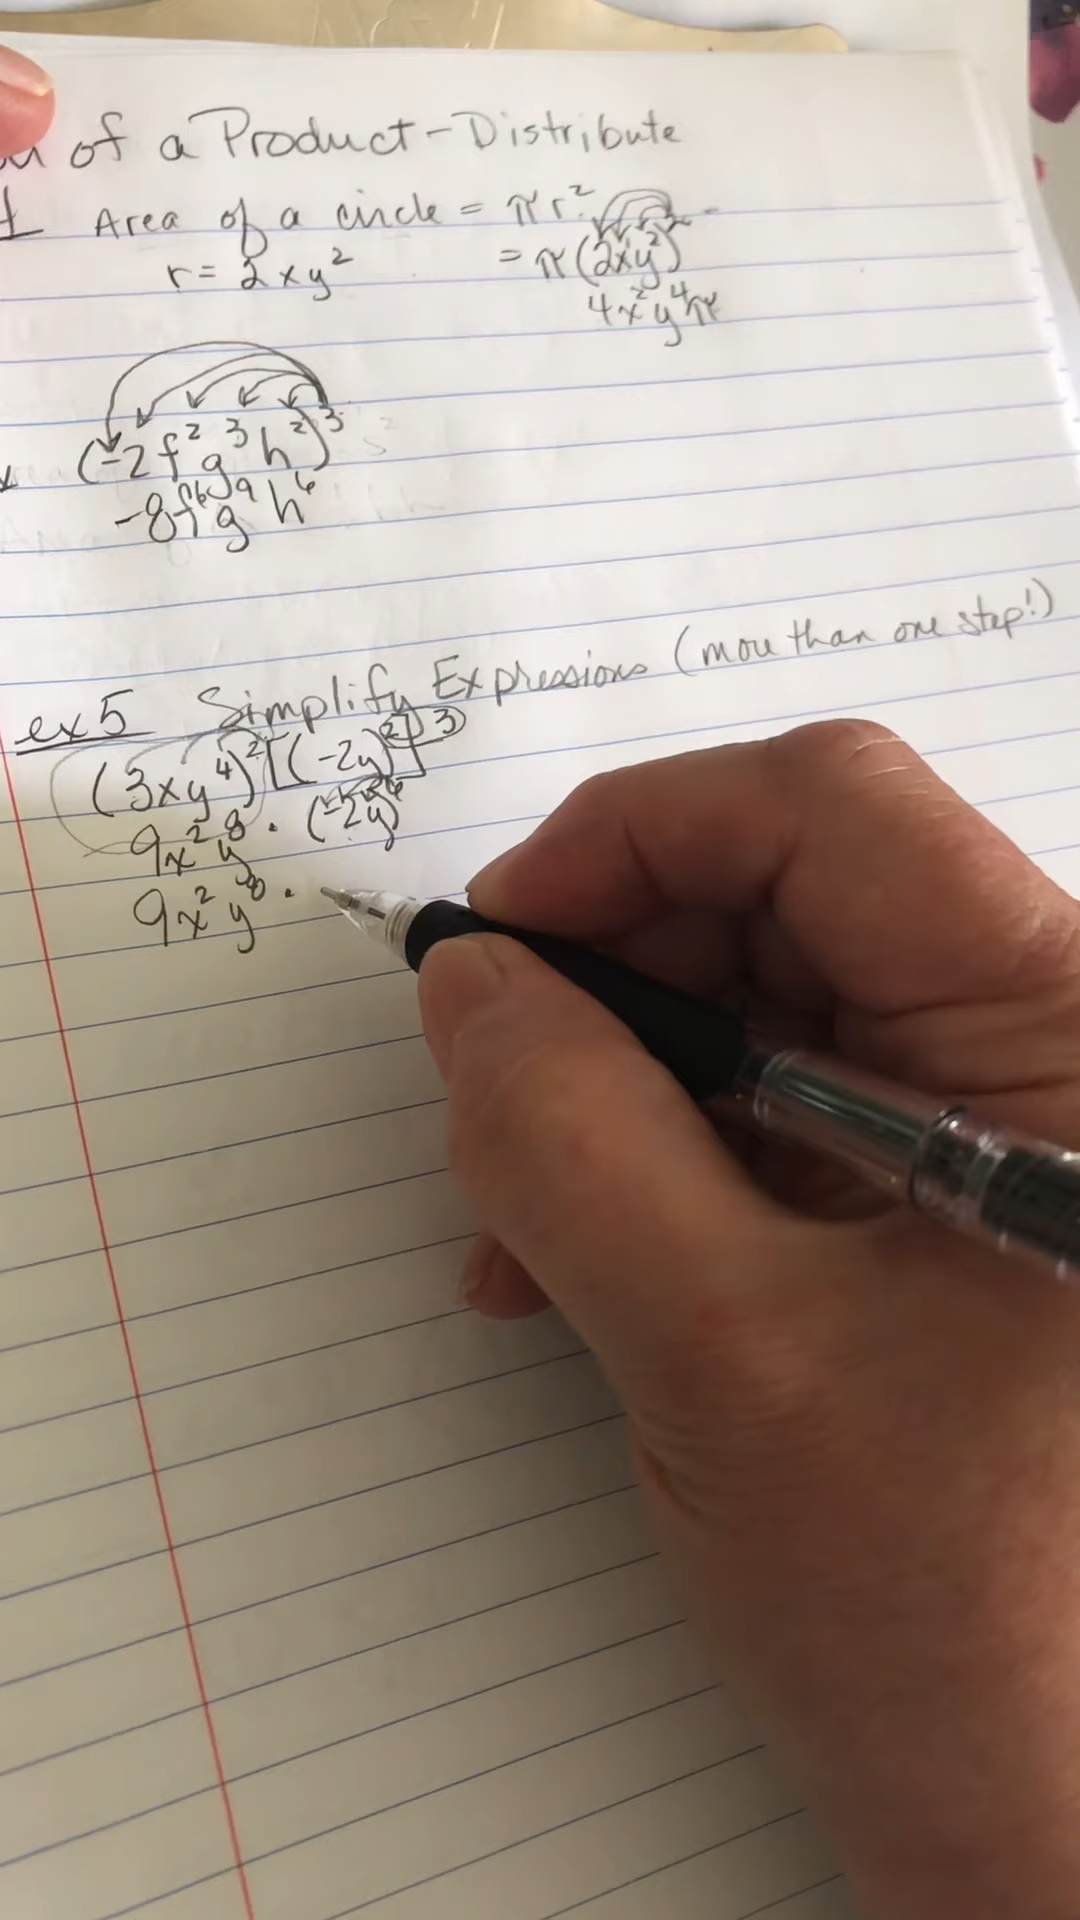 of a Product - Distribute
Area of a circle = πr²
r = 2xy² = π(2xy²)²
4x²y⁴π
(-2f²g³h²)³
-8f⁶g⁹h⁶
ex 5 Simplify Expressions (more than one step!)
(3xy⁴)²[(-2y)²]³
9x²y⁸ · (-2y)⁶
9x²y⁸ ·